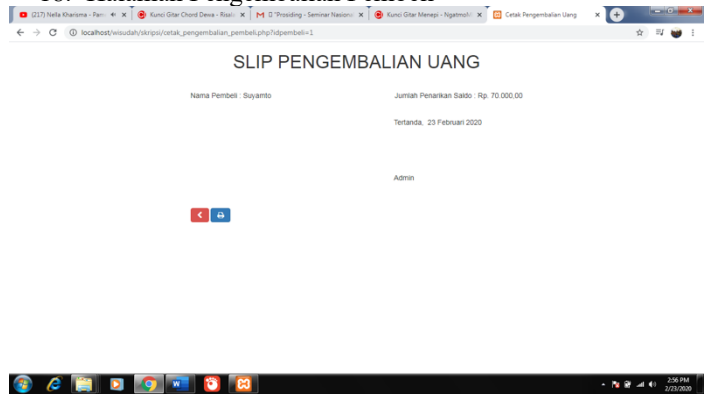 (217) Nella Kharisma - Pam
Kunci Gitar Chord Dewa - Risal
"Prosiding - Seminar Nasion
Kunci Gitar Menepi - Ngatmo
Cetak Pengembalian Uang
localhost/wisudah/skripsi/cetak_pengembalian_pembeli.php?idpembeli=1
SLIP PENGEMBALIAN UANG
Nama Pembeli : Suyamto
Jumlah Penarikan Saldo : Rp. 70.000,00
Tertanda, 23 Februari 2020
Admin
2:56 PM
2/23/2020